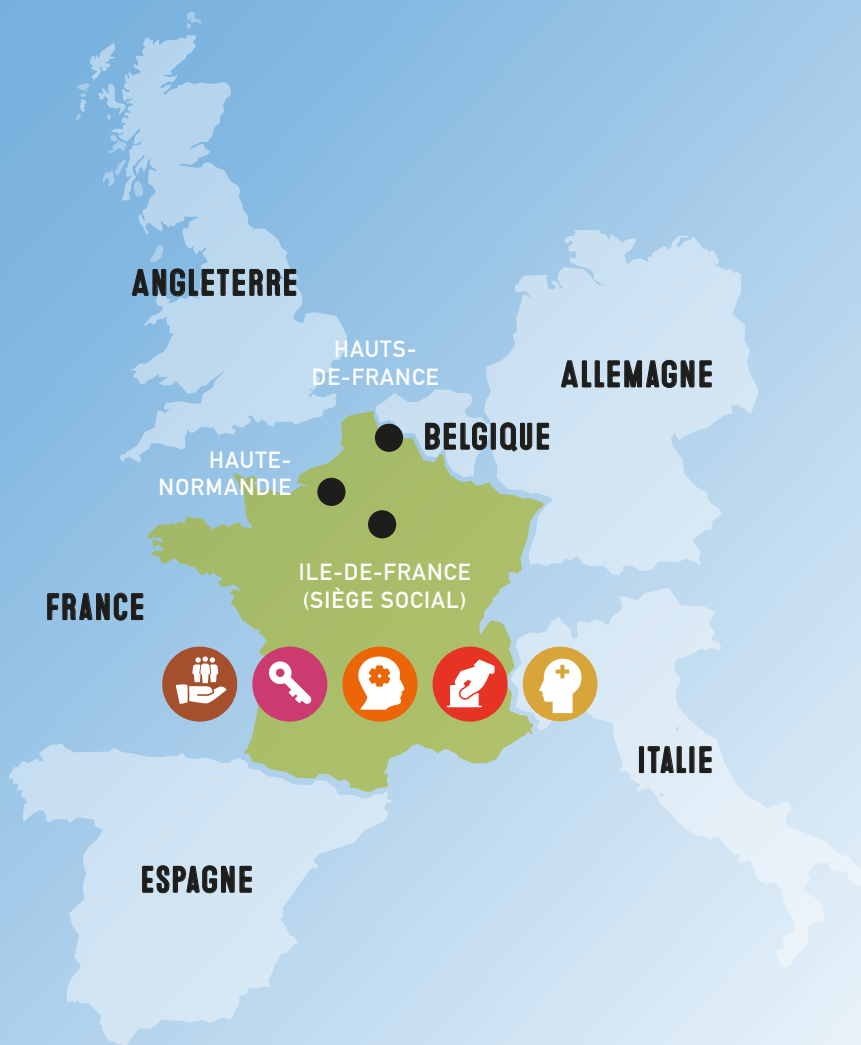 ANGLETERRE
HAUTS-
DE-FRANCE
ALLEMAGNE
BELGIQUE
HAUTE-
NORMANDIE
ILE-DE-FRANCE
(SIÈGE SOCIAL)
FRANCE
ITALIE
ESPAGNE